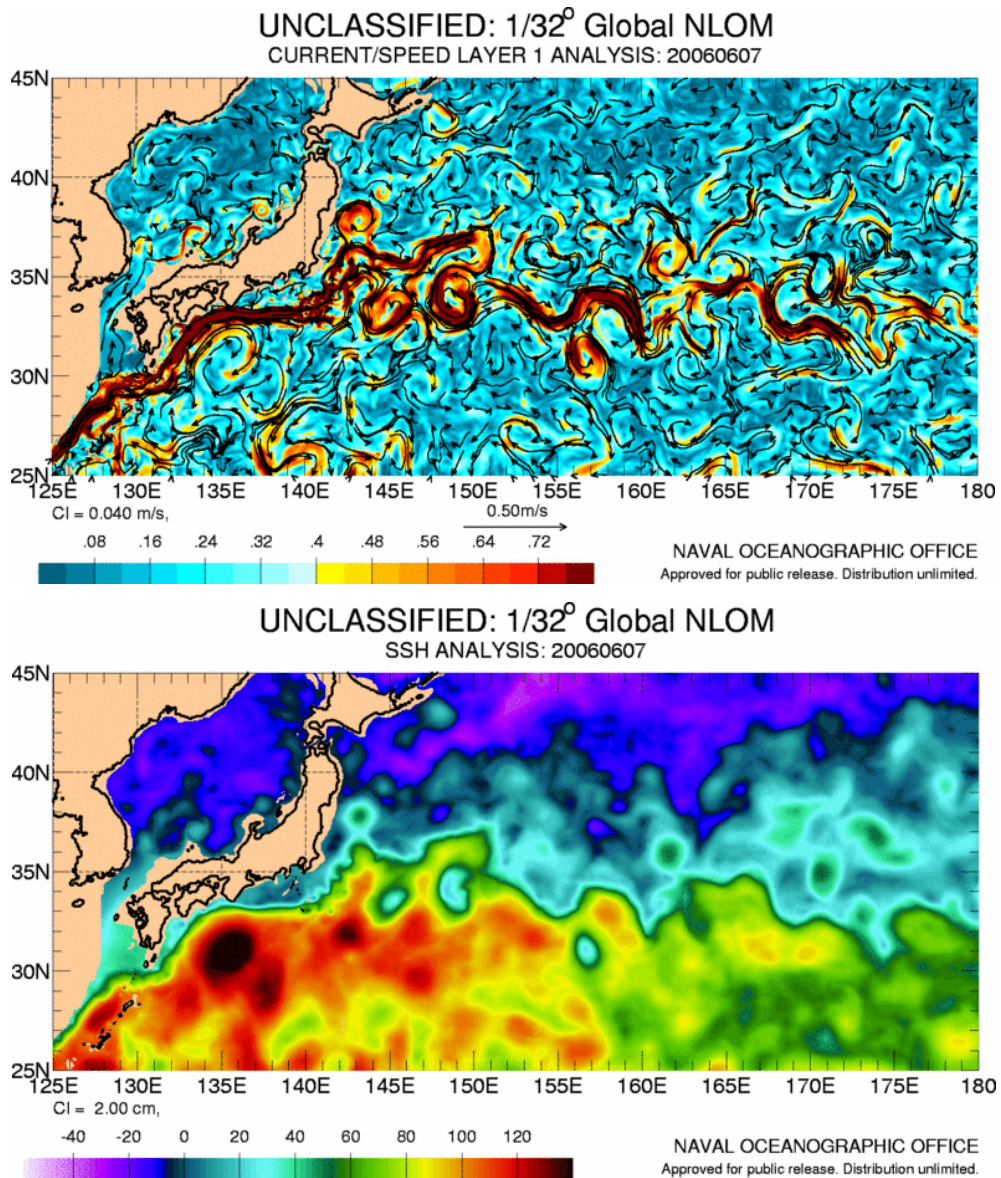 UNCLASSIFIED: 1/32° Global NLOM
CURRENT/SPEED LAYER 1 ANALYSIS: 20060607
45N
40N
35N
30N
25N
125E 130E 135E 140E 145E 150E 155E 160E 165E 170E 175E 180
CI = 0.040 m/s,
0.50m/s
.08 .16 .24 .32 .4 .48 .56 .64 .72
NAVAL OCEANOGRAPHIC OFFICE
Approved for public release. Distribution unlimited.
UNCLASSIFIED: 1/32° Global NLOM
SSH ANALYSIS: 20060607
45N
40N
35N
30N
25N
125E 130E 135E 140E 145E 150E 155E 160E 165E 170E 175E 180
CI = 2.00 cm,
-40 -20 0 20 40 60 80 100 120
NAVAL OCEANOGRAPHIC OFFICE
Approved for public release. Distribution unlimited.